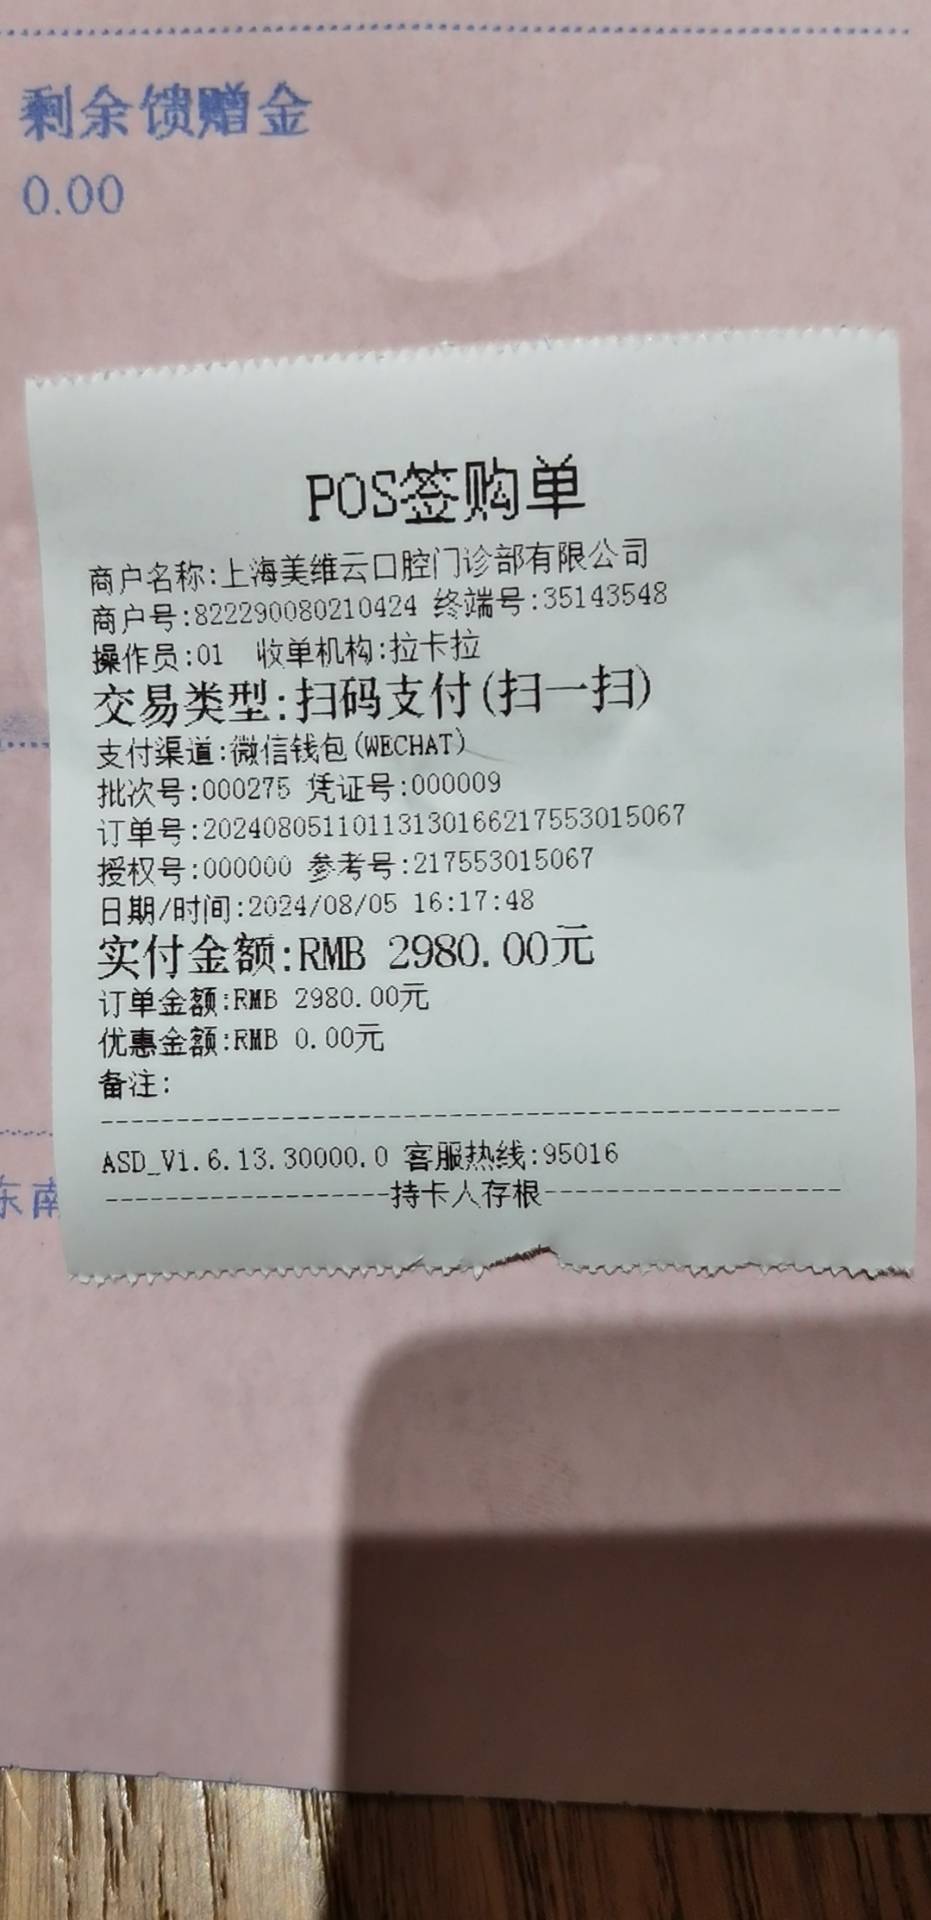 剩余馈赠金
0.00
POS签购单
商户名称:上海美维云口腔门诊部有限公司
商户号:822290080210424 终端号:35143548
操作员:01 收单机构:拉卡拉
交易类型:扫码支付(扫一扫)
支付渠道:微信钱包(WECHAT)
批次号:000275 凭证号:000009
订单号:20240805110113130166217553015067
授权号:000000 参考号:217553015067
日期/时间:2024/08/05 16:17:48
实付金额:RMB 2980.00元
订单金额:RMB 2980.00元
优惠金额:RMB 0.00元
备注:
ASD_V1.6.13.30000.0 客服热线:95016
持卡人存根
东南